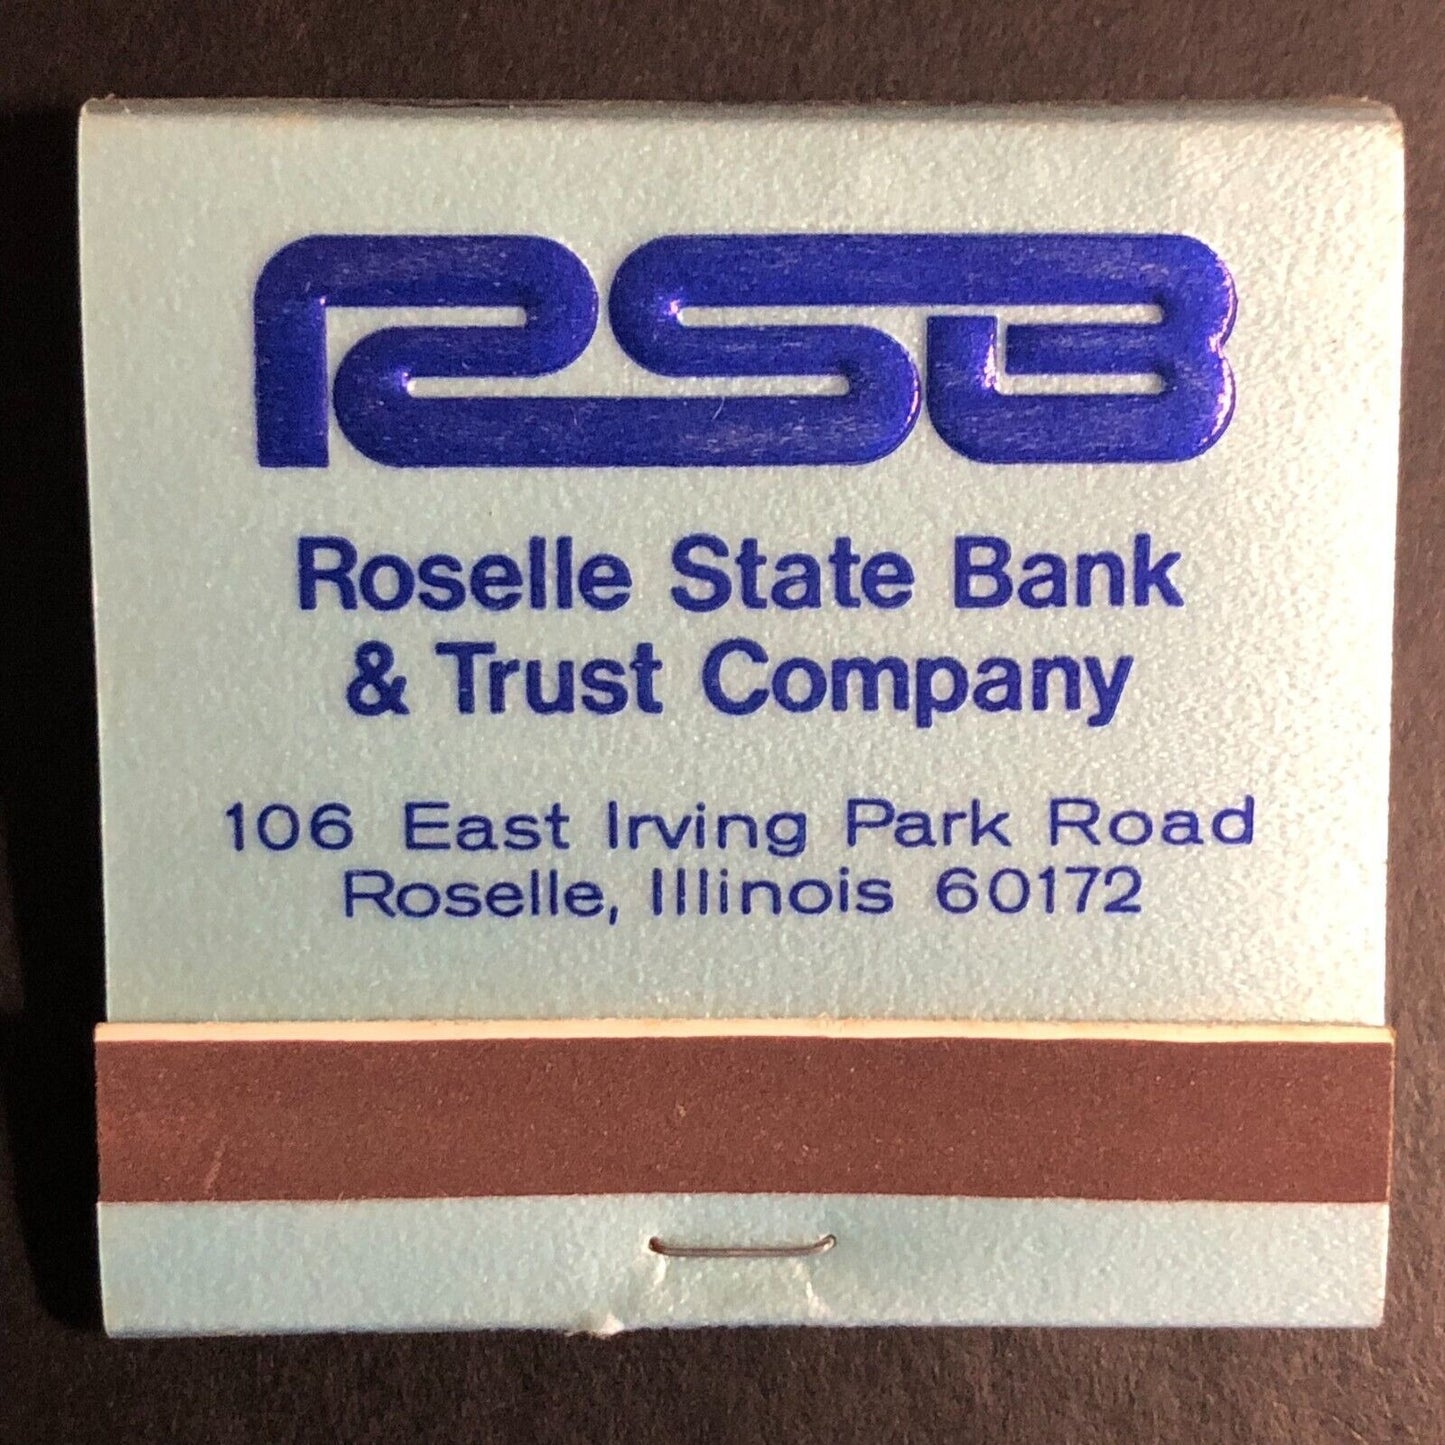 RSB
Roselle State Bank
& Trust Company
106 East Irving Park Road
Roselle, Illinois 60172